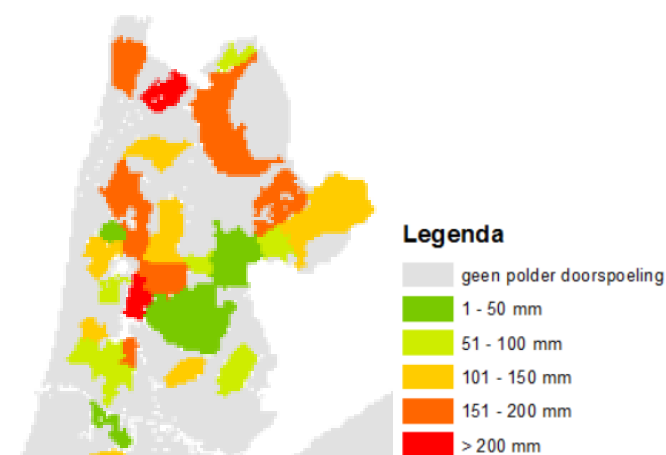 Legenda
geen polder doorspoeling
1 - 50 mm
51 - 100 mm
101 - 150 mm
151 - 200 mm
> 200 mm